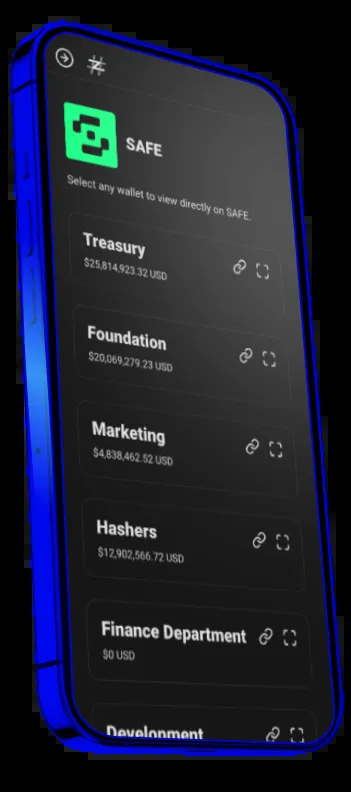 SAFE
Select any wallet to view directly on SAFE.
Treasury
$25,814,923.32 USD
Foundation
$20,069,279.23 USD
Marketing
$4,838,462.52 USD
Hashers
$12,902,566.72 USD
Finance Department
$0 USD
Development